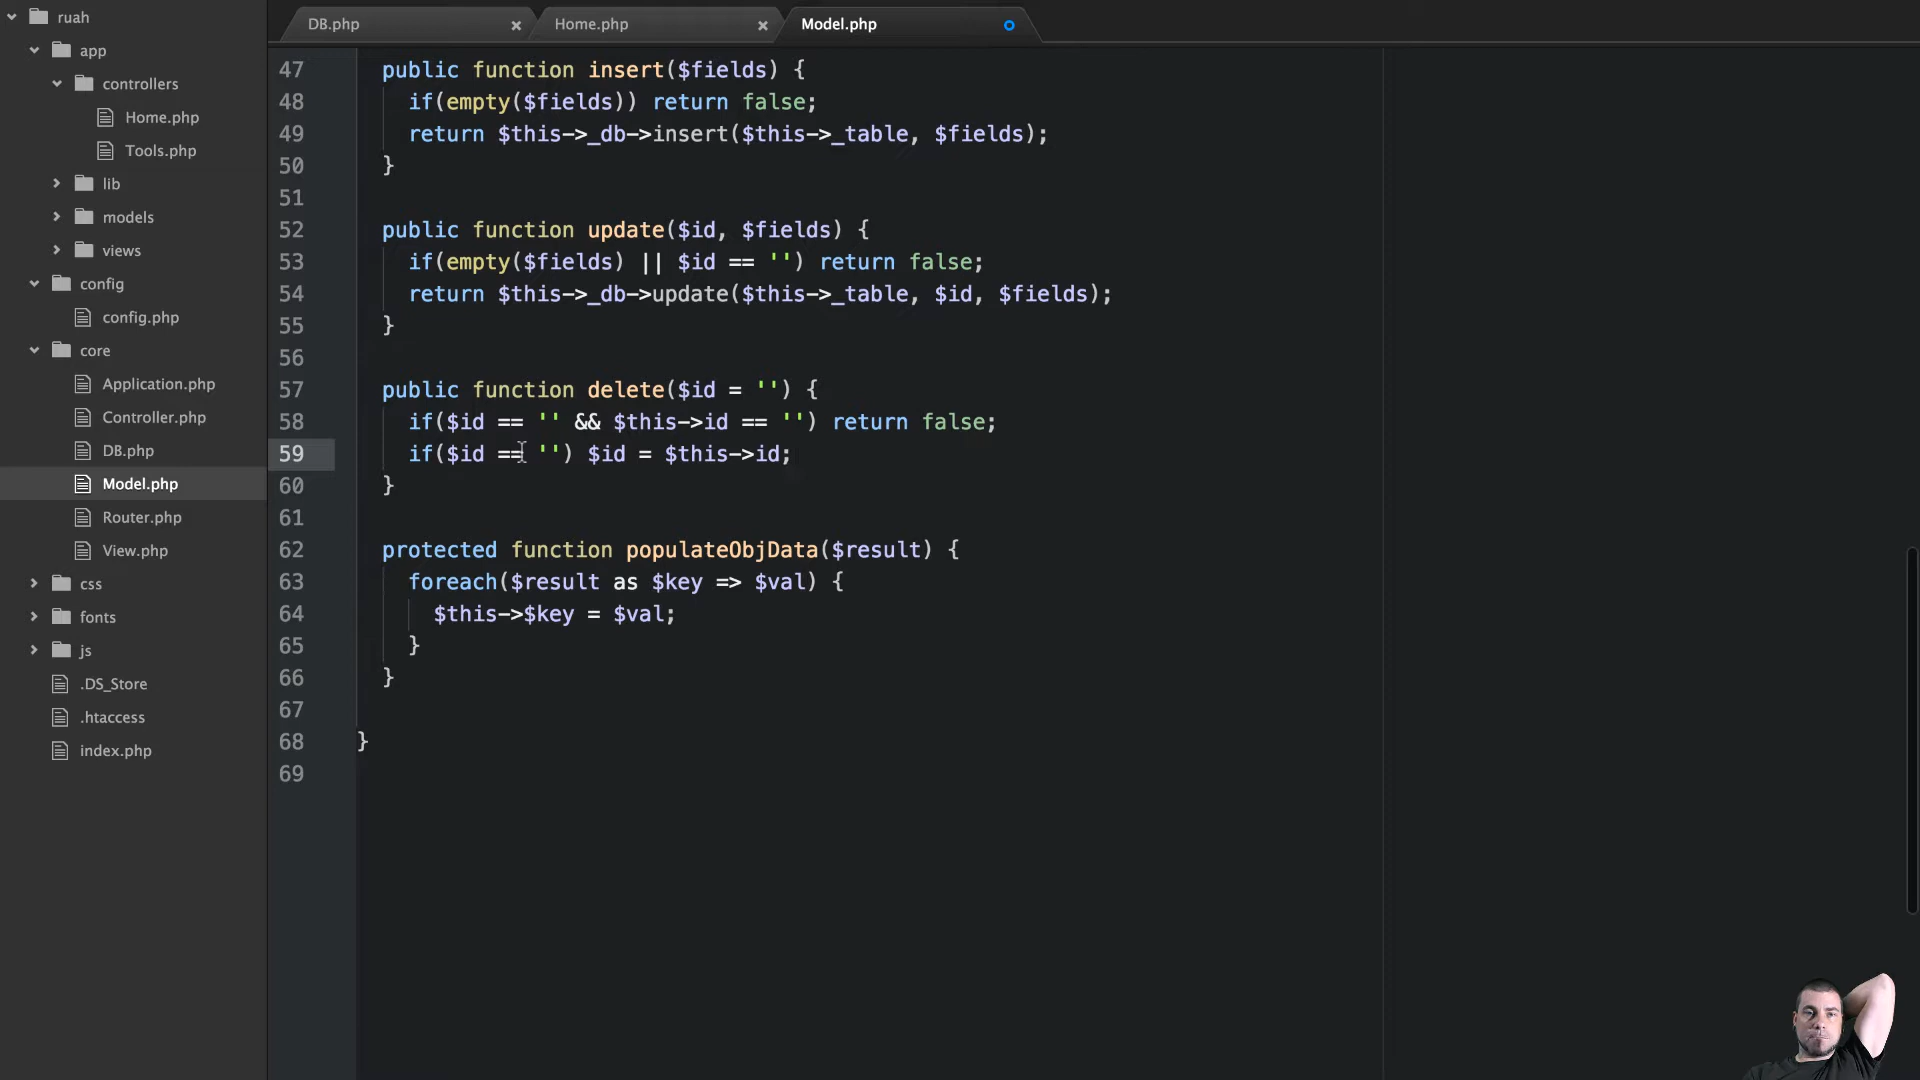 ruah
app
controllers
Home.php
Tools.php
lib
models
views
config
config.php
core
Application.php
Controller.php
DB.php
Model.php
Router.php
View.php
css
fonts
js
.DS_Store
.htaccess
index.php
DB.php
Home.php
Model.php
47 public function insert($fields) {
48 if(empty($fields)) return false;
49 return $this->_db->insert($this->_table, $fields);
50 }
51
52 public function update($id, $fields) {
53 if(empty($fields) || $id == '') return false;
54 return $this->_db->update($this->_table, $id, $fields);
55 }
56
57 public function delete($id = '') {
58 if($id == '' && $this->id == '') return false;
59 if($id == '') $id = $this->id;
60 }
61
62 protected function populateObjData($result) {
63 foreach($result as $key => $val) {
64 $this->$key = $val;
65 }
66 }
67
68 }
69